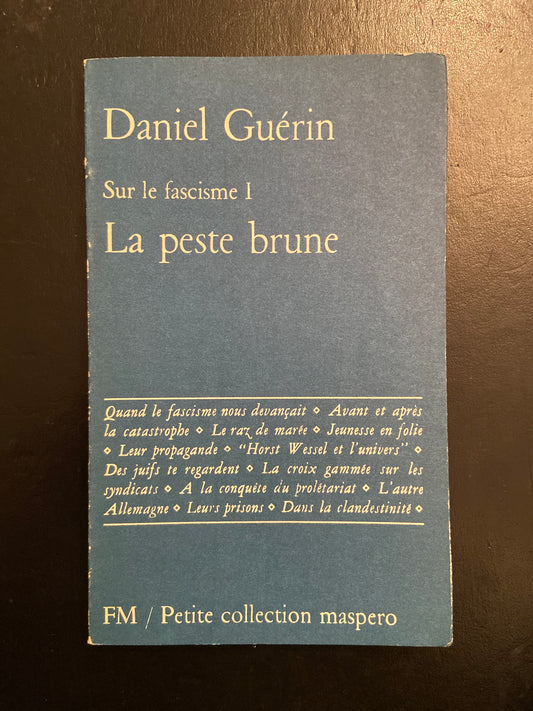 Daniel Guérin
Sur le fascisme I
La peste brune
Quand le fascisme nous devançait ⋄ Avant et après
la catastrophe ⋄ Le raz de marée ⋄ Jeunesse en folie
⋄ Leur propagande ⋄ "Horst Wessel et l'univers" ⋄
Des juifs te regardent ⋄ La croix gammée sur les
syndicats ⋄ A la conquête du prolétariat ⋄ L'autre
Allemagne ⋄ Leurs prisons ⋄ Dans la clandestinité ⋄
FM / Petite collection maspero